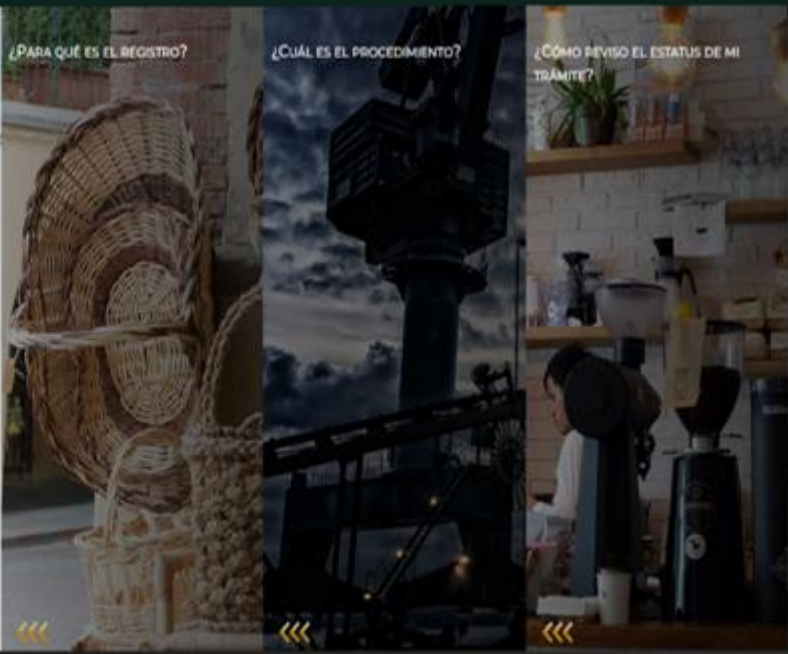 ¿PARA QUÉ ES EL REGISTRO?
¿CUÁL ES EL PROCEDIMIENTO?
¿CÓMO REVISO EL ESTATUS DE MI
TRÁMITE?